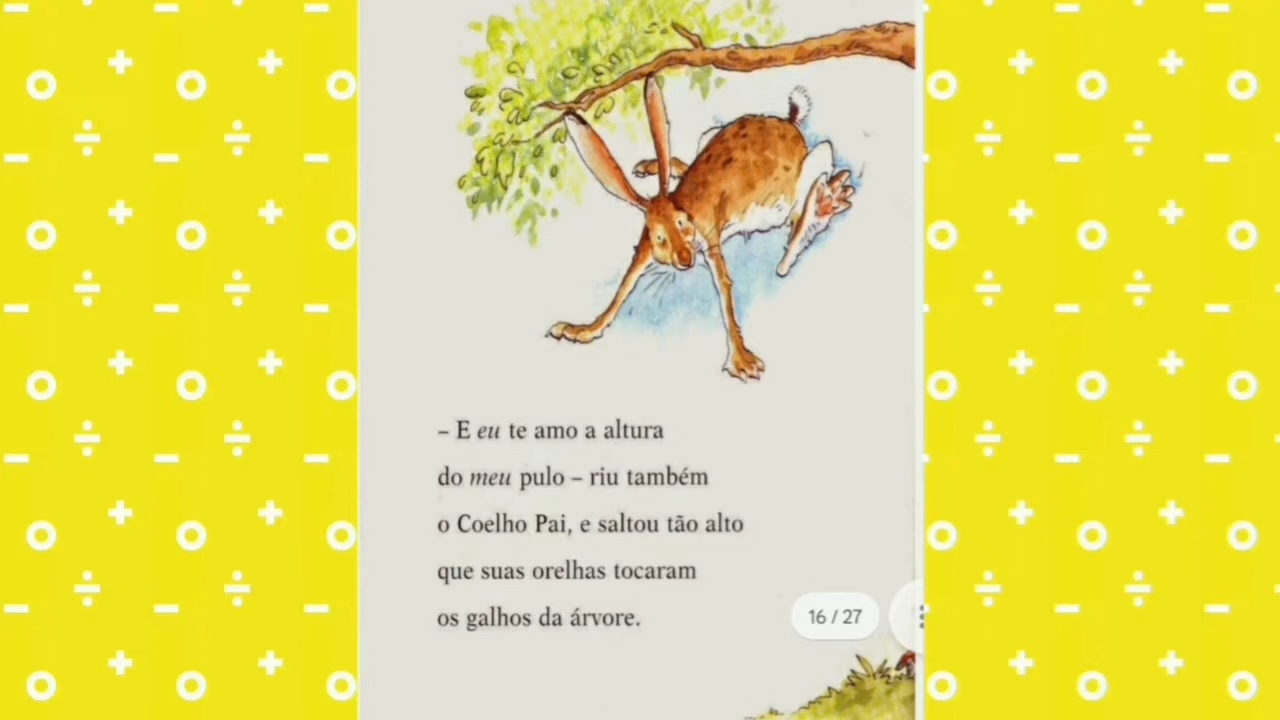 – E eu te amo a altura
do meu pulo – riu também
o Coelho Pai, e saltou tão alto
que suas orelhas tocaram
os galhos da árvore.
16 / 27